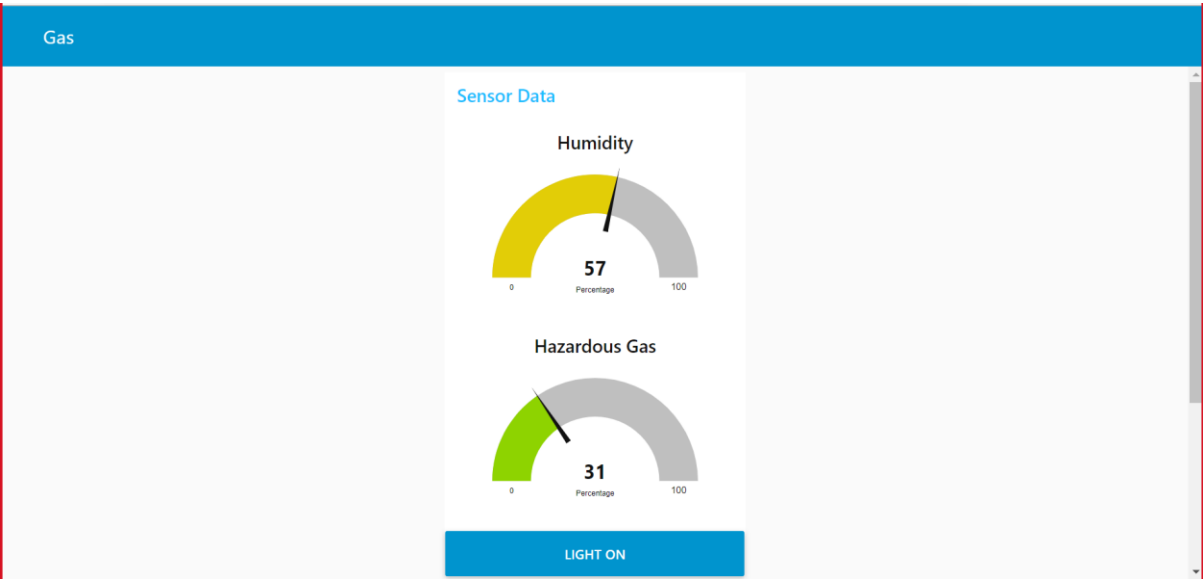 Gas
Sensor Data
Humidity
57
0 Percentage 100
Hazardous Gas
31
0 Percentage 100
LIGHT ON